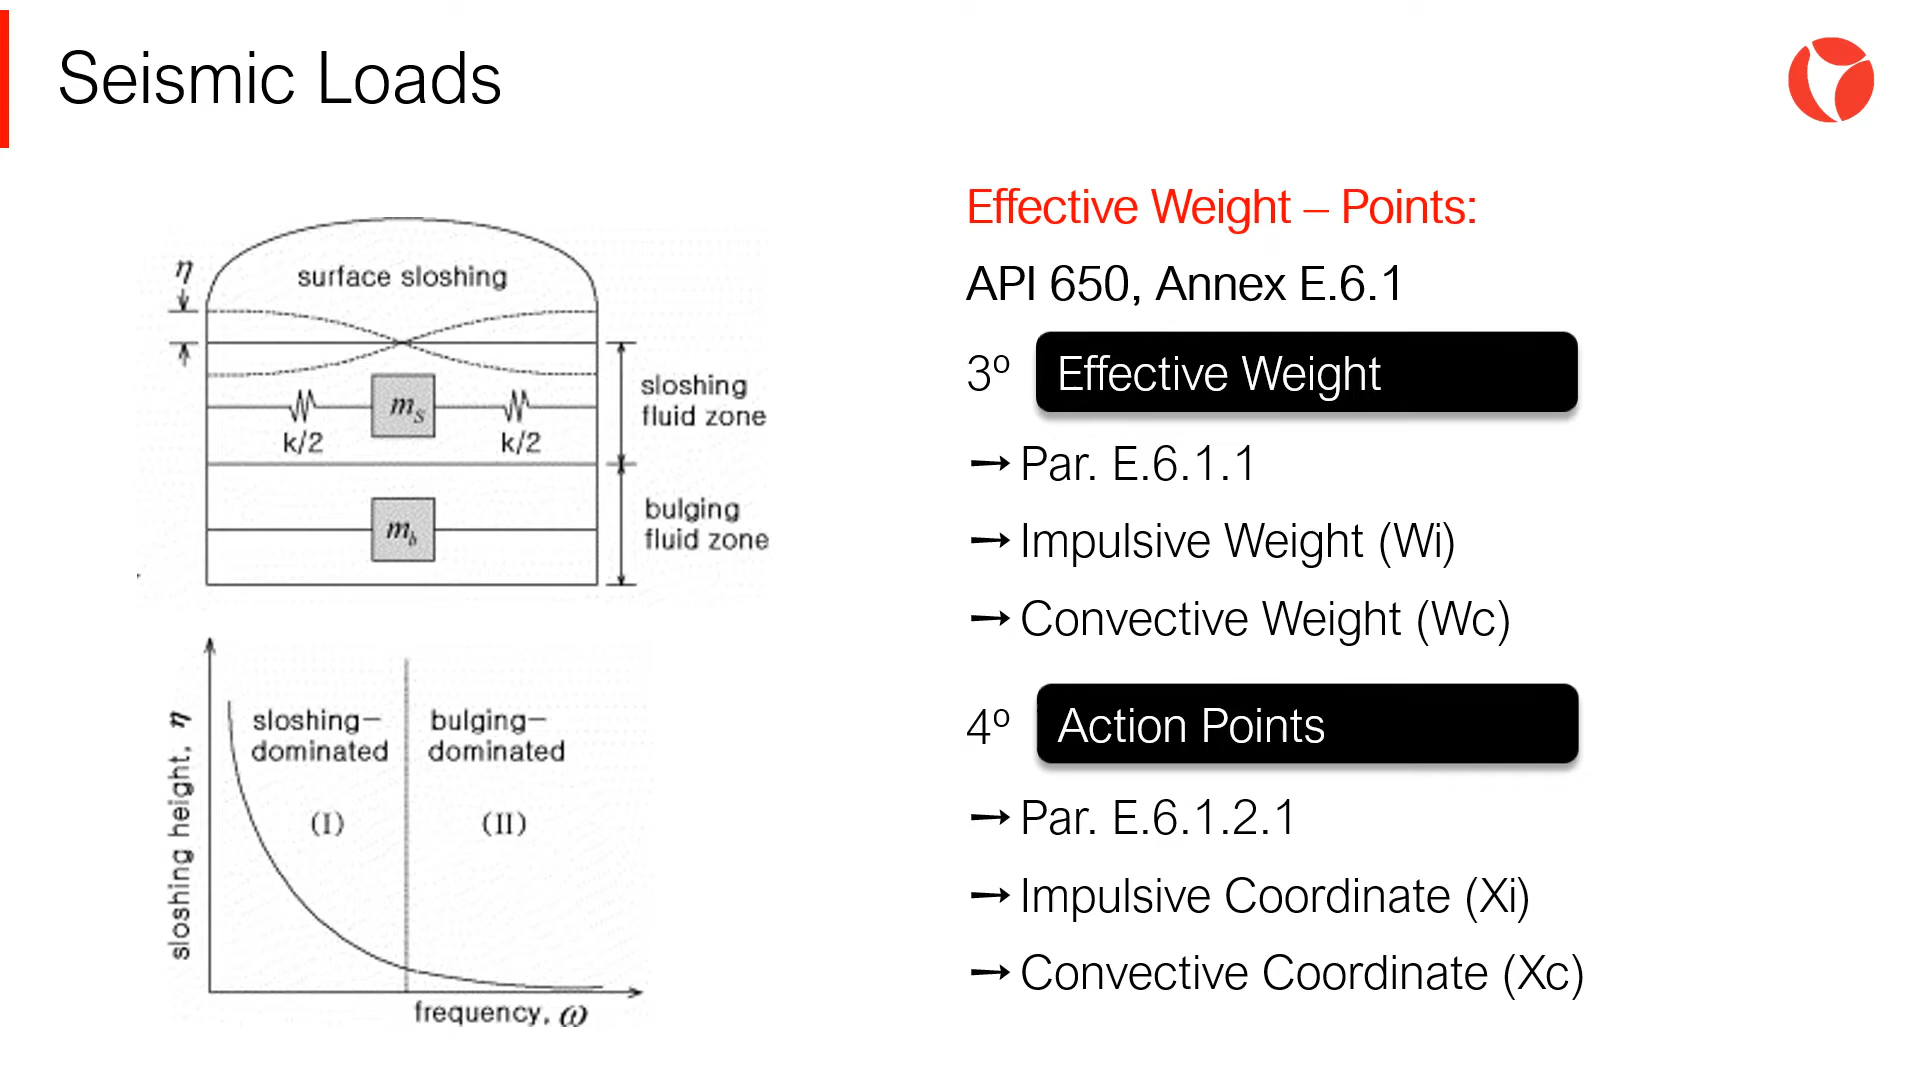 Seismic Loads
η
surface sloshing
m_S
k/2
k/2
sloshing
fluid zone
m_b
bulging
fluid zone
sloshing height, η
sloshing-
dominated
(I)
bulging-
dominated
(II)
frequency, ω
Effective Weight – Points:
API 650, Annex E.6.1
3º Effective Weight
→ Par. E.6.1.1
→ Impulsive Weight (Wi)
→ Convective Weight (Wc)
4º Action Points
→ Par. E.6.1.2.1
→ Impulsive Coordinate (Xi)
→ Convective Coordinate (Xc)